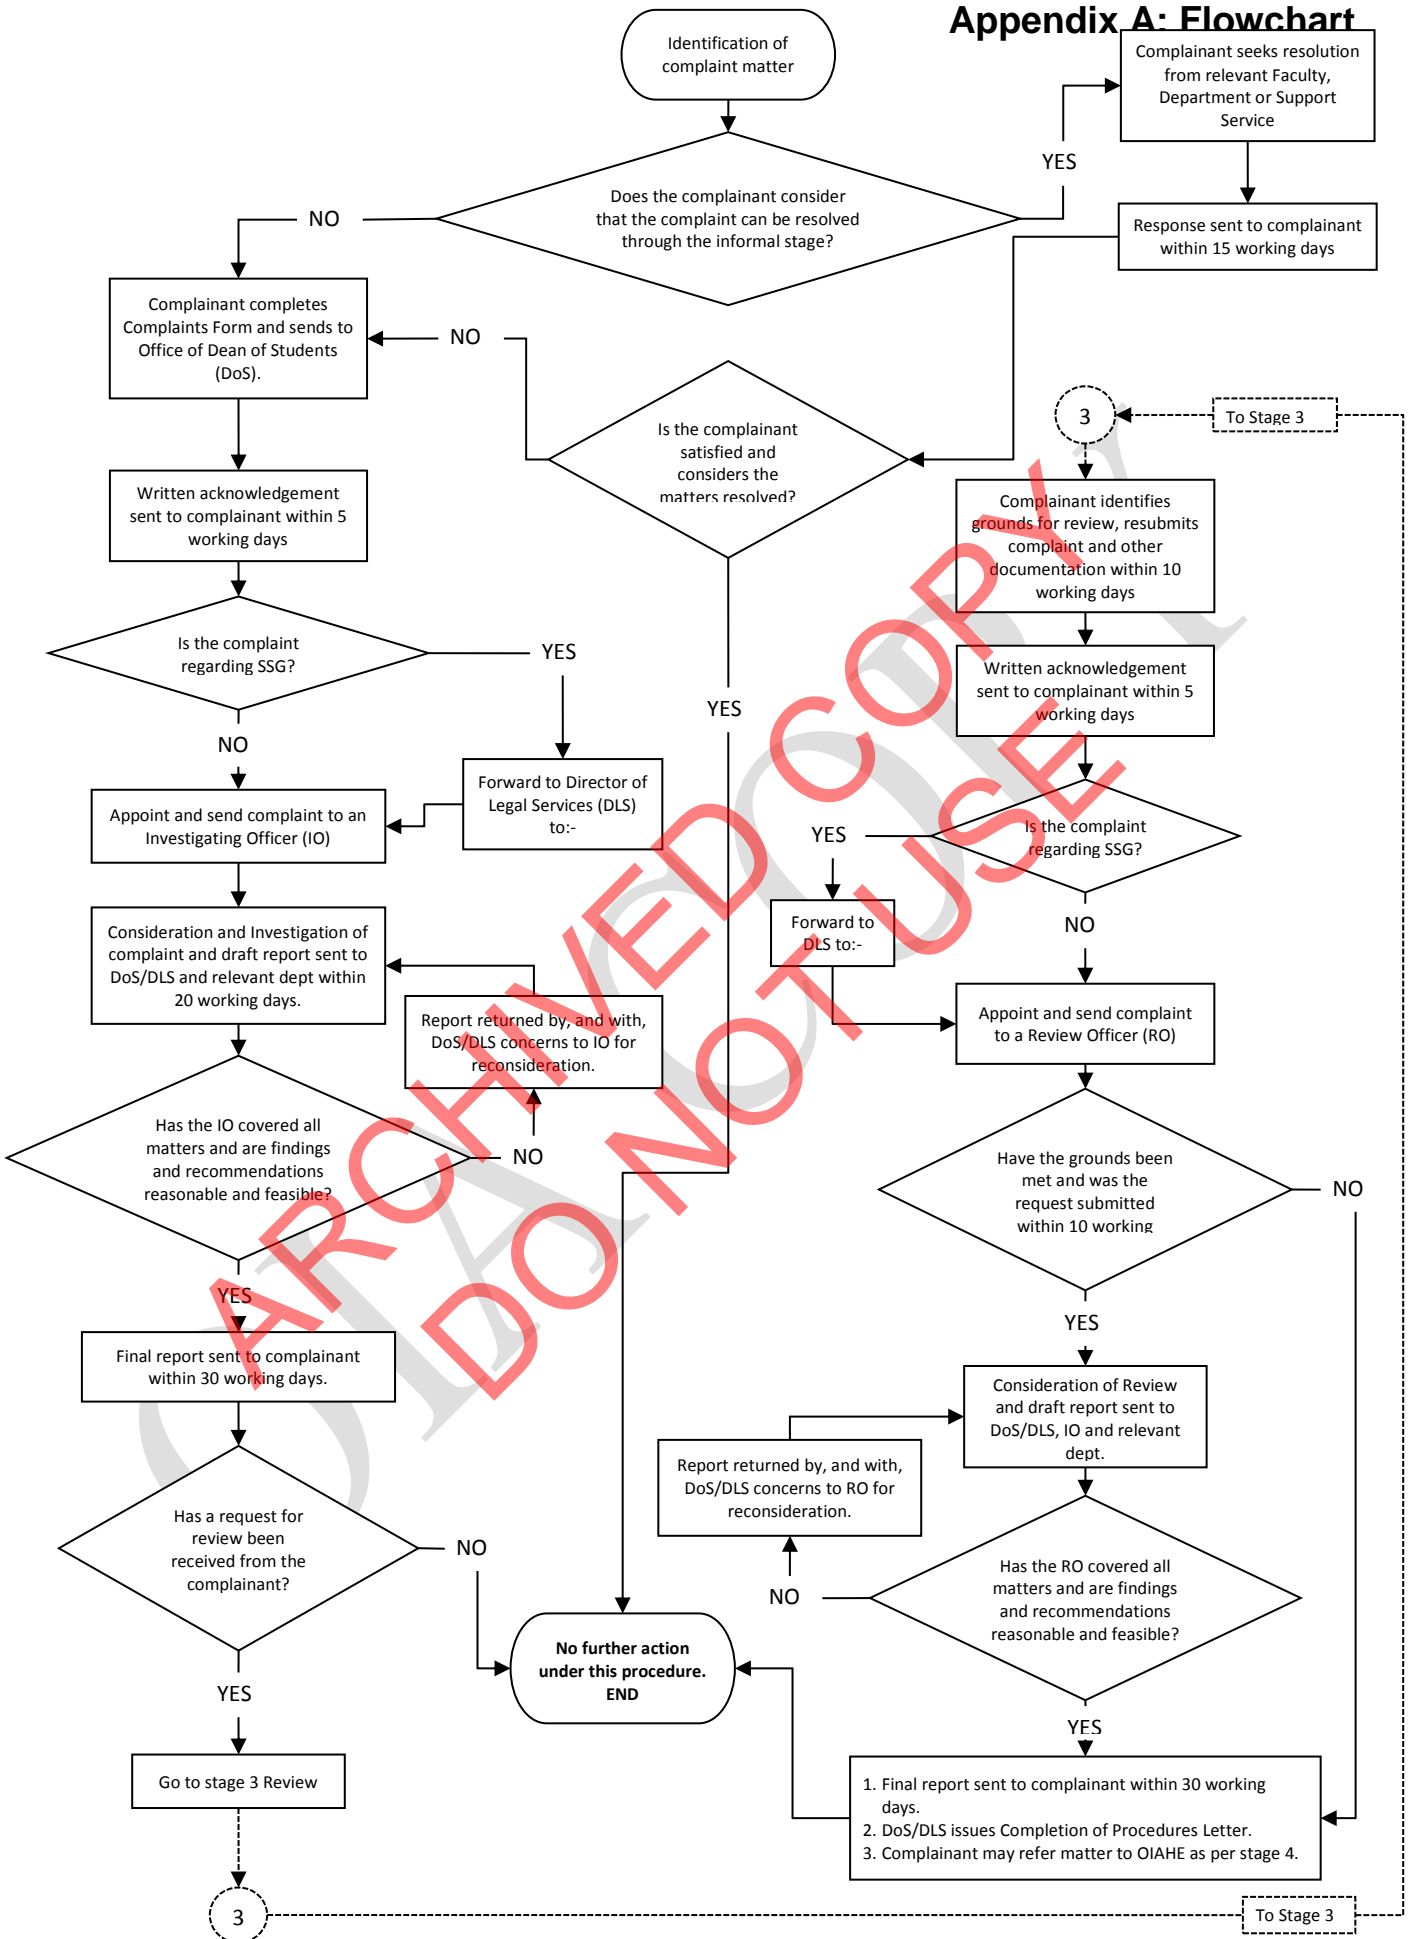 Appendix A: Flowchart
Identification of
complaint matter
Complainant seeks resolution
from relevant Faculty,
Department or Support
Service
YES
Does the complainant consider
that the complaint can be resolved
through the informal stage?
NO
Response sent to complainant
within 15 working days
Complainant completes
Complaints Form and sends to
Office of Dean of Students
(DoS).
NO
Is the complainant
satisfied and
considers the
matters resolved?
3
To Stage 3
Written acknowledgement
sent to complainant within 5
working days
Complainant identifies
grounds for review, resubmits
complaint and other
documentation within 10
working days
Is the complaint
regarding SSG?
YES
Written acknowledgement
sent to complainant within 5
working days
YES
NO
Forward to Director of
Legal Services (DLS)
to:-
Appoint and send complaint to an
Investigating Officer (IO)
YES
Is the complaint
regarding SSG?
Forward to
DLS to:-
NO
Consideration and Investigation of
complaint and draft report sent to
DoS/DLS and relevant dept within
20 working days.
Report returned by, and with,
DoS/DLS concerns to IO for
reconsideration.
Appoint and send complaint
to a Review Officer (RO)
Has the IO covered all
matters and are findings
and recommendations
reasonable and feasible?
NO
Have the grounds been
met and was the
request submitted
within 10 working
NO
YES
YES
Final report sent to complainant
within 30 working days.
Consideration of Review
and draft report sent to
DoS/DLS, IO and relevant
dept.
Report returned by, and with,
DoS/DLS concerns to RO for
reconsideration.
Has a request for
review been
received from the
complainant?
NO
Has the RO covered all
matters and are findings
and recommendations
reasonable and feasible?
NO
No further action
under this procedure.
END
YES
YES
Go to stage 3 Review
1. Final report sent to complainant within 30 working
days.
2. DoS/DLS issues Completion of Procedures Letter.
3. Complainant may refer matter to OIAHE as per stage 4.
3
To Stage 3
ARCHIVED COPY
DO NOT USE
OIA COPY